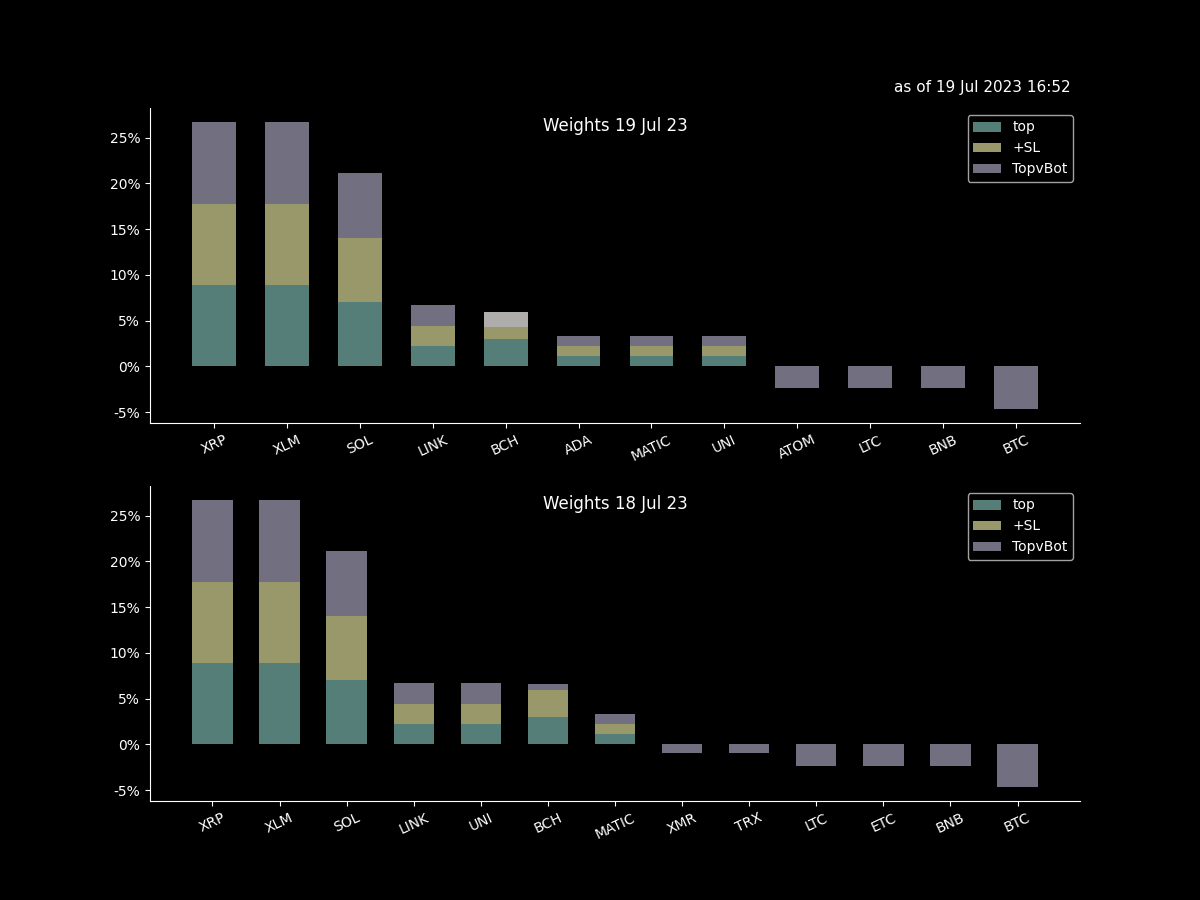 as of 19 Jul 2023 16:52
Weights 19 Jul 23
top
+SL
TopvBot
25%
20%
15%
10%
5%
0%
-5%
XRP XLM SOL LINK BCH ADA MATIC UNI ATOM LTC BNB BTC
Weights 18 Jul 23
top
+SL
TopvBot
25%
20%
15%
10%
5%
0%
-5%
XRP XLM SOL LINK UNI BCH MATIC XMR TRX LTC ETC BNB BTC